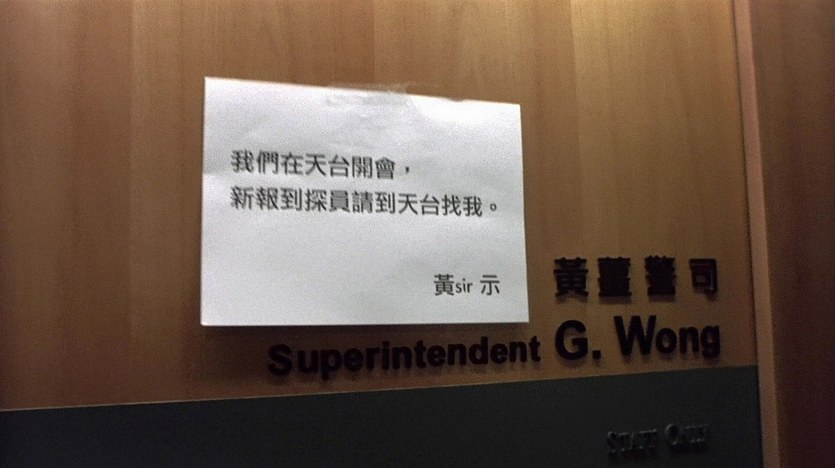 我們在天台開會，
新報到探員請到天台找我。
黃sir 示
黃薑警司
Superintendent G. Wong